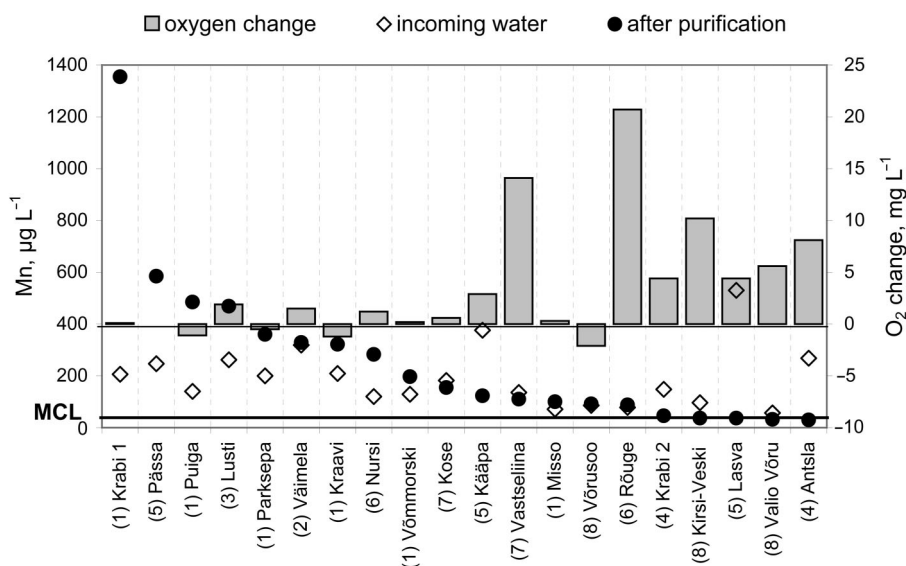 oxygen change incoming water after purification
Mn, µg L⁻¹
1400
1200
1000
800
600
400
200
0
MCL
25
20
15
10
5
0
−5
−10
O₂ change, mg L⁻¹
(1) Krabi 1
(5) Pässa
(1) Puiga
(3) Lusti
(1) Parksepa
(2) Väimela
(1) Kraavi
(6) Nursi
(1) Võmmorski
(7) Kose
(5) Kääpa
(7) Vastseliina
(1) Misso
(8) Võrusoo
(6) Rõuge
(4) Krabi 2
(8) Kirsi-Veski
(5) Lasva
(8) Valio Võru
(4) Antsla